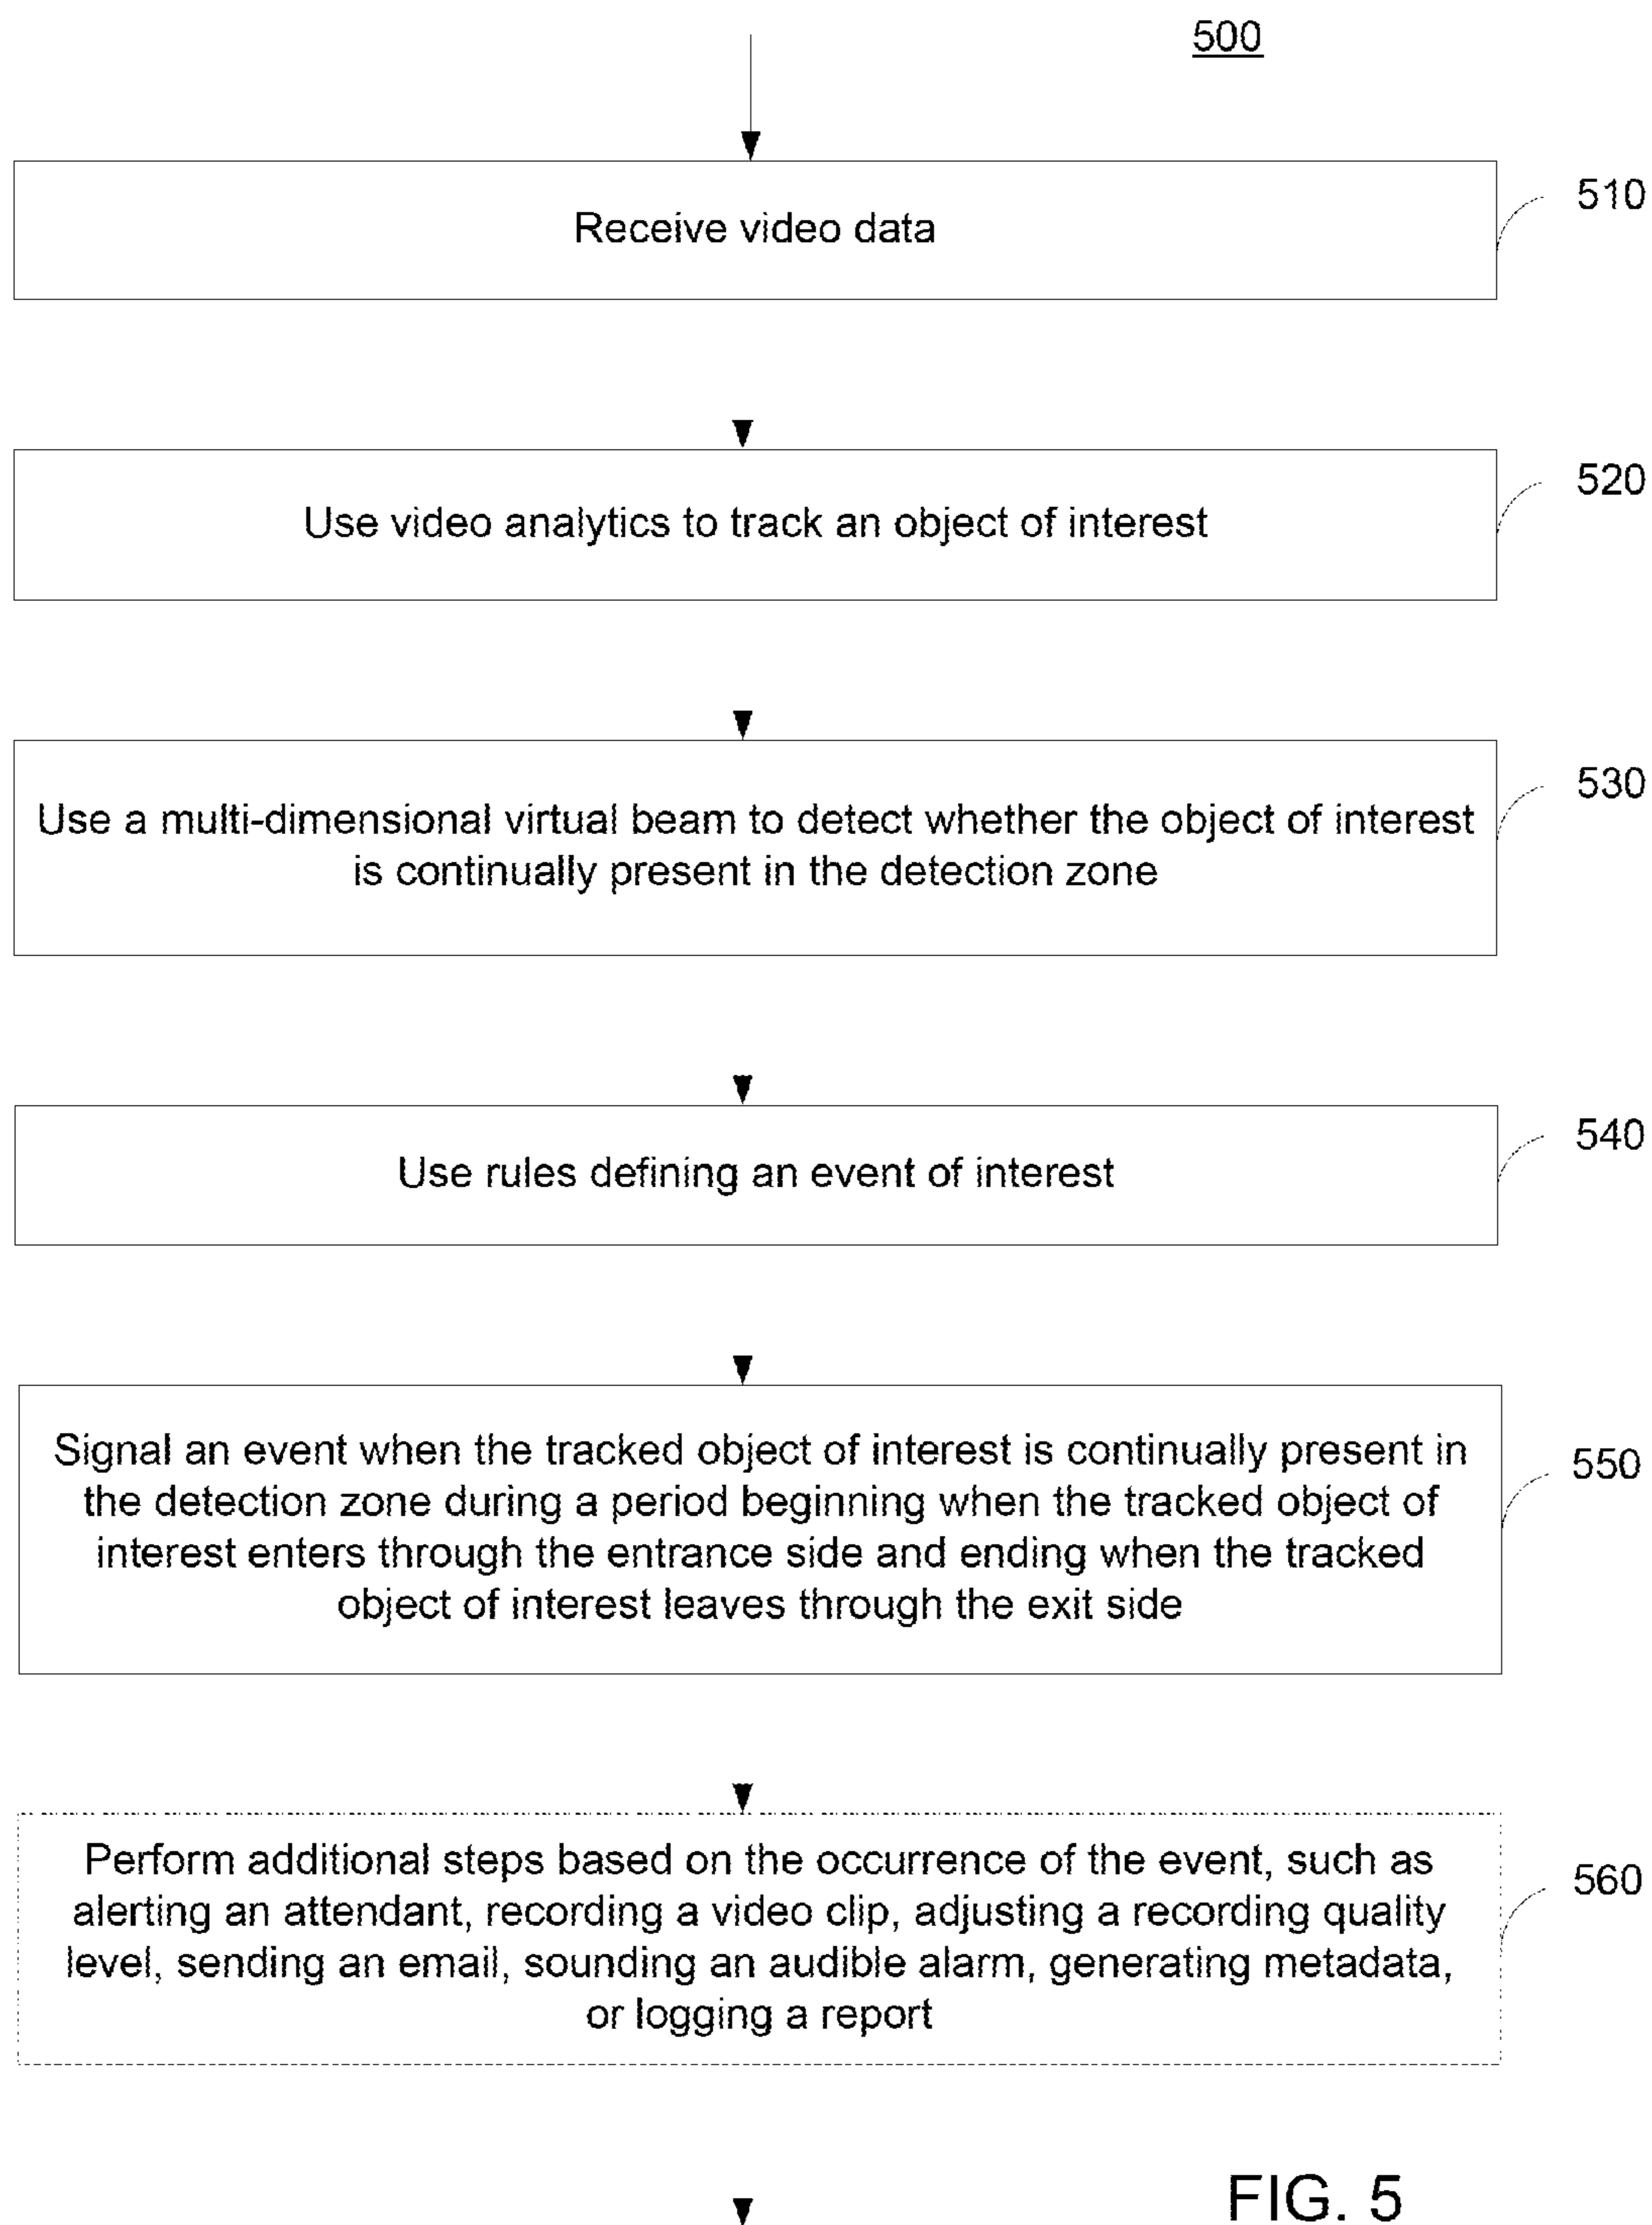 500
Receive video data
510
Use video analytics to track an object of interest
520
Use a multi-dimensional virtual beam to detect whether the object of interest
is continually present in the detection zone
530
Use rules defining an event of interest
540
Signal an event when the tracked object of interest is continually present in
the detection zone during a period beginning when the tracked object of
interest enters through the entrance side and ending when the tracked
object of interest leaves through the exit side
550
Perform additional steps based on the occurrence of the event, such as
alerting an attendant, recording a video clip, adjusting a recording quality
level, sending an email, sounding an audible alarm, generating metadata,
or logging a report
560
FIG. 5